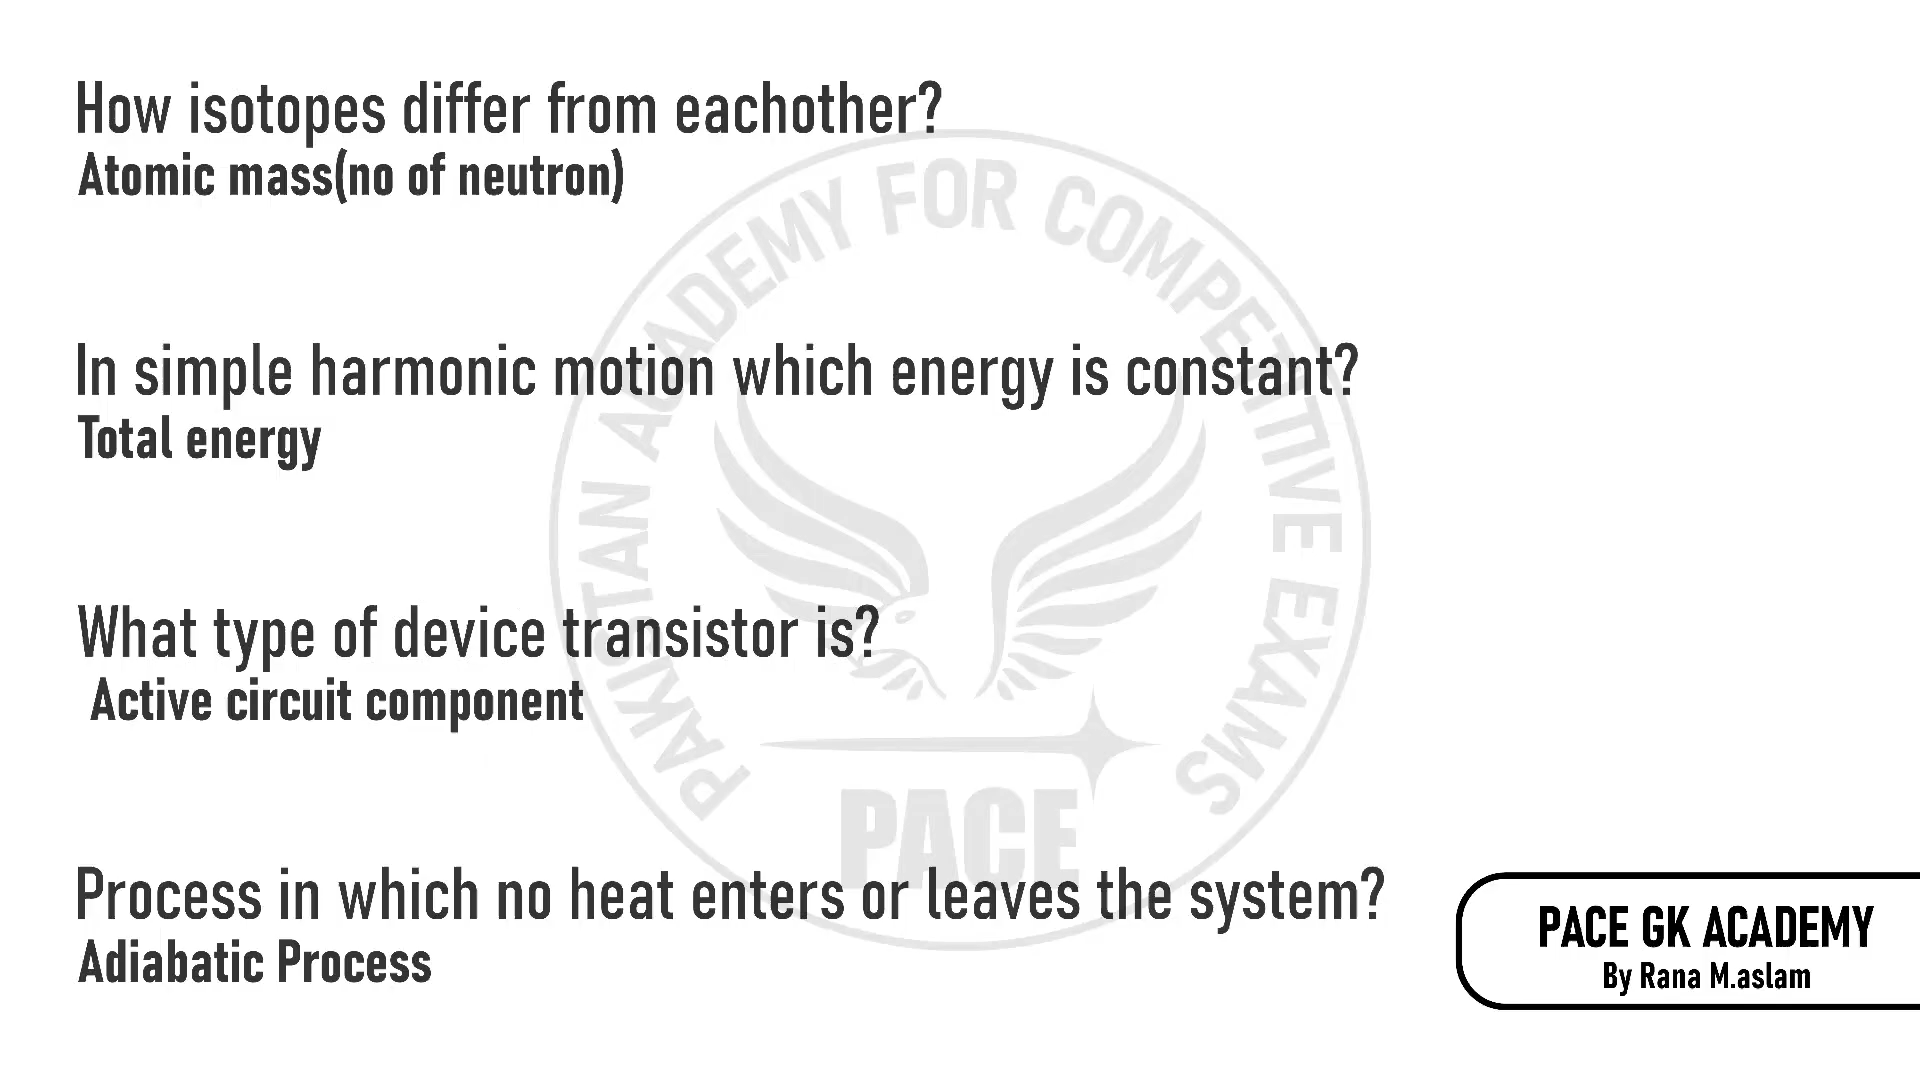 How isotopes differ from eachother?
Atomic mass(no of neutron)
PAKISTAN ACADEMY FOR COMPETITIVE EXAMS
In simple harmonic motion which energy is constant?
Total energy
What type of device transistor is?
Active circuit component
PACE
Process in which no heat enters or leaves the system?
Adiabatic Process
PACE GK ACADEMY
By Rana M.aslam